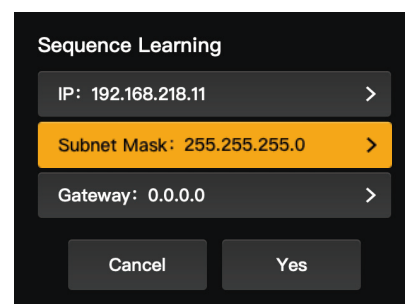 Sequence Learning
IP: 192.168.218.11
Subnet Mask: 255.255.255.0
Gateway: 0.0.0.0
Cancel Yes